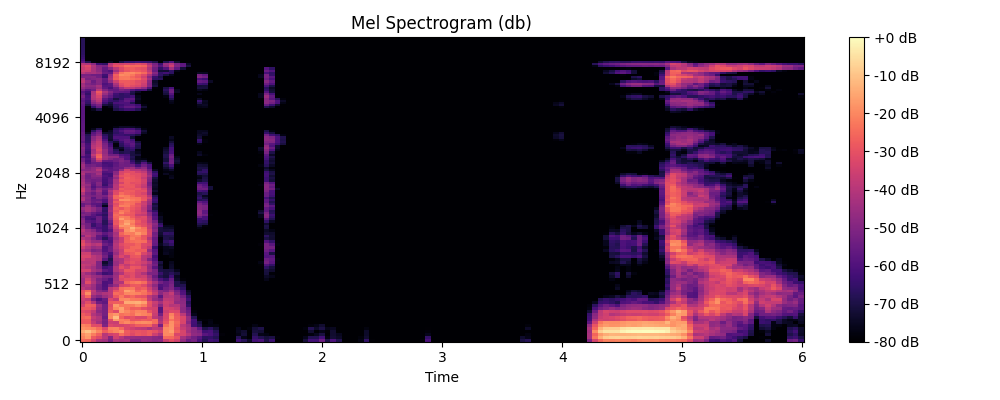 Mel Spectrogram (db)
8192
4096
2048
1024
512
0
Hz
0 1 2 3 4 5 6
Time
+0 dB
-10 dB
-20 dB
-30 dB
-40 dB
-50 dB
-60 dB
-70 dB
-80 dB